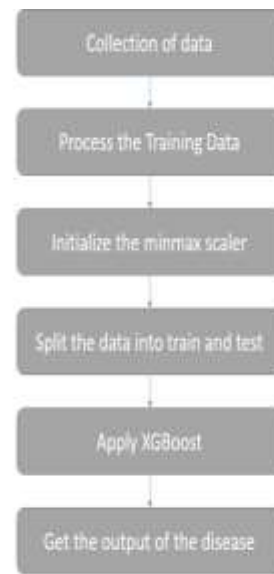 Collection of data
Process the Training Data
Initialize the minmax scaler
Split the data into train and test
Apply XGBoost
Get the output of the disease